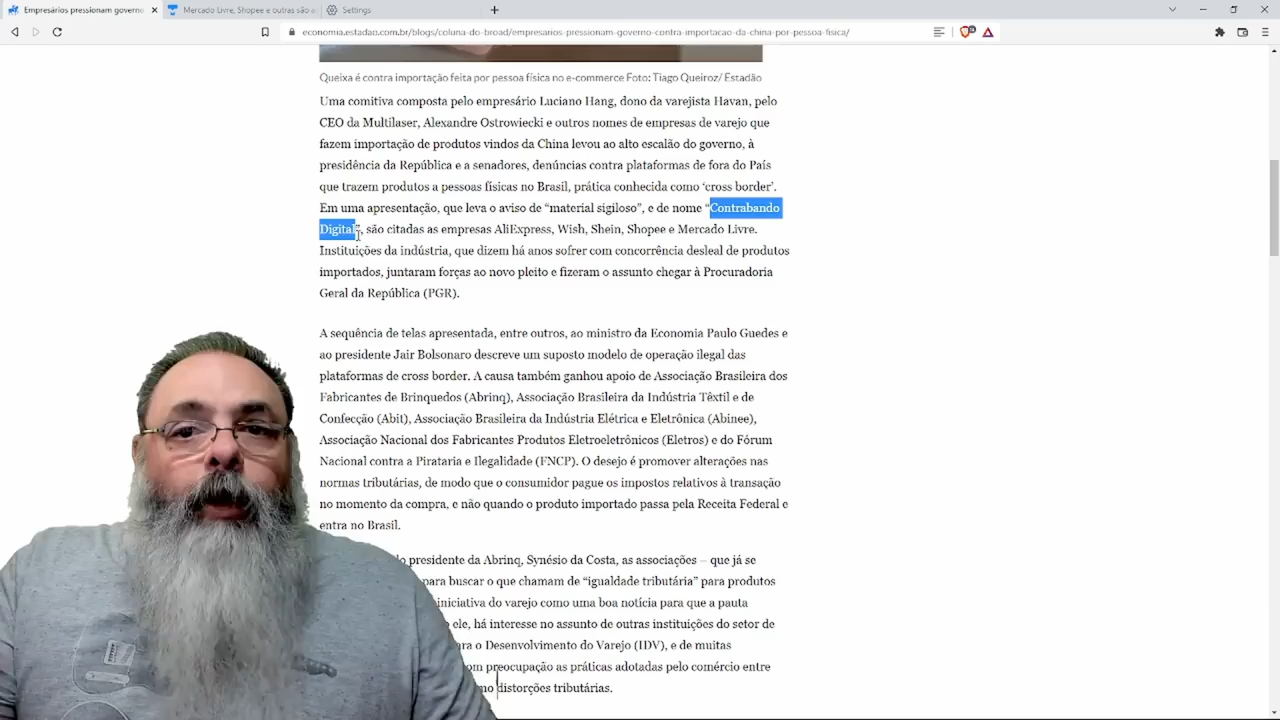 Empresários pressionam governo
Mercado Livre, Shopee e outras são a
Settings
economia.estadao.com.br/blogs/coluna-do-broad/empresarios-pressionam-governo-contra-importacao-da-china-por-pessoa-fisica/
Queixa é contra importação feita por pessoa física no e-commerce Foto: Tiago Queiroz/ Estadão
Uma comitiva composta pelo empresário Luciano Hang, dono da varejista Havan, pelo
CEO da Multilaser, Alexandre Ostrowiecki e outros nomes de empresas de varejo que
fazem importação de produtos vindos da China levou ao alto escalão do governo, à
presidência da República e a senadores, denúncias contra plataformas de fora do País
que trazem produtos a pessoas físicas no Brasil, prática conhecida como ‘cross border’.
Em uma apresentação, que leva o aviso de “material sigiloso”, e de nome “Contrabando
Digital”, são citadas as empresas AliExpress, Wish, Shein, Shopee e Mercado Livre.
Instituições da indústria, que dizem há anos sofrer com concorrência desleal de produtos
importados, juntaram forças ao novo pleito e fizeram o assunto chegar à Procuradoria
Geral da República (PGR).
A sequência de telas apresentada, entre outros, ao ministro da Economia Paulo Guedes e
ao presidente Jair Bolsonaro descreve um suposto modelo de operação ilegal das
plataformas de cross border. A causa também ganhou apoio de Associação Brasileira dos
Fabricantes de Brinquedos (Abrinq), Associação Brasileira da Indústria Têxtil e de
Confecção (Abit), Associação Brasileira da Indústria Elétrica e Eletrônica (Abinee),
Associação Nacional dos Fabricantes Produtos Eletroeletrônicos (Eletros) e do Fórum
Nacional contra a Pirataria e Ilegalidade (FNCP). O desejo é promover alterações nas
normas tributárias, de modo que o consumidor pague os impostos relativos à transação
no momento da compra, e não quando o produto importado passa pela Receita Federal e
entra no Brasil.
presidente da Abrinq, Synésio da Costa, as associações – que já se
para buscar o que chamam de “igualdade tributária” para produtos
iniciativa do varejo como uma boa notícia para que a pauta
ele, há interesse no assunto de outras instituições do setor de
o Desenvolvimento do Varejo (IDV), e de muitas
preocupação as práticas adotadas pelo comércio entre
distorções tributárias.